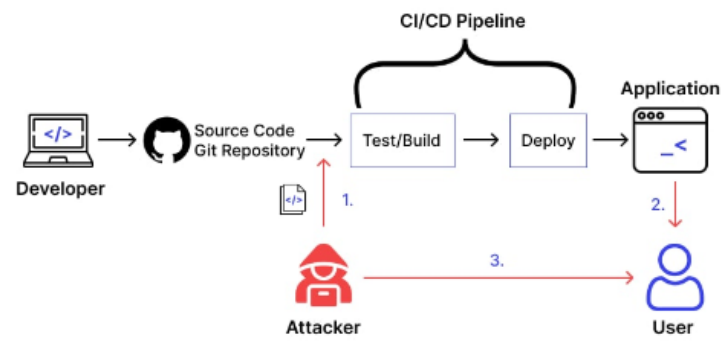 CI/CD Pipeline
Application
</>
Source Code
Git Repository
Test/Build
Deploy
_<
Developer
</>
1.
2.
3.
Attacker
User